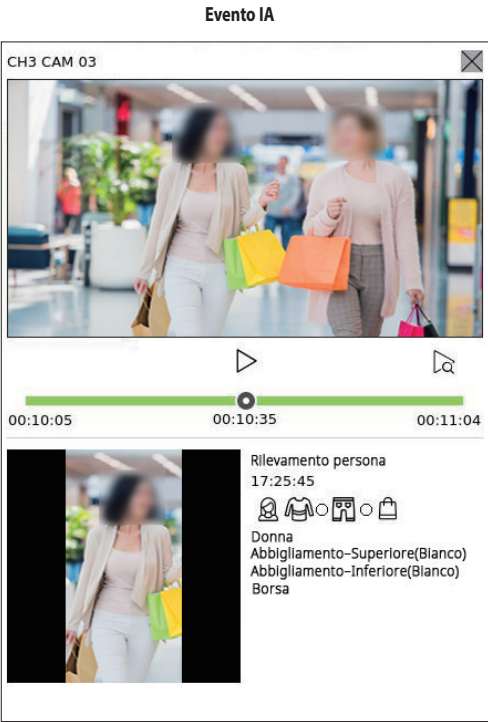 Evento IA
CH3 CAM 03
00:10:05
00:10:35
00:11:04
Rilevamento persona
17:25:45
Donna
Abbigliamento–Superiore(Bianco)
Abbigliamento–Inferiore(Bianco)
Borsa